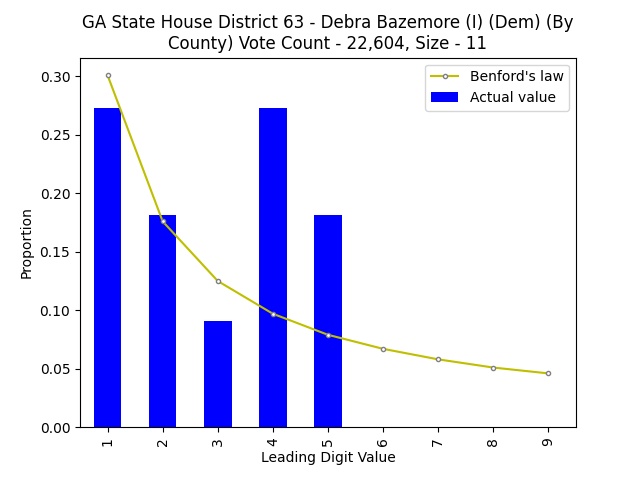 GA State House District 63 - Debra Bazemore (I) (Dem) (By
County) Vote Count - 22,604, Size - 11
Benford's law
Actual value
Proportion
0.30
0.25
0.20
0.15
0.10
0.05
0.00
1 2 3 4 5 6 7 8 9
Leading Digit Value